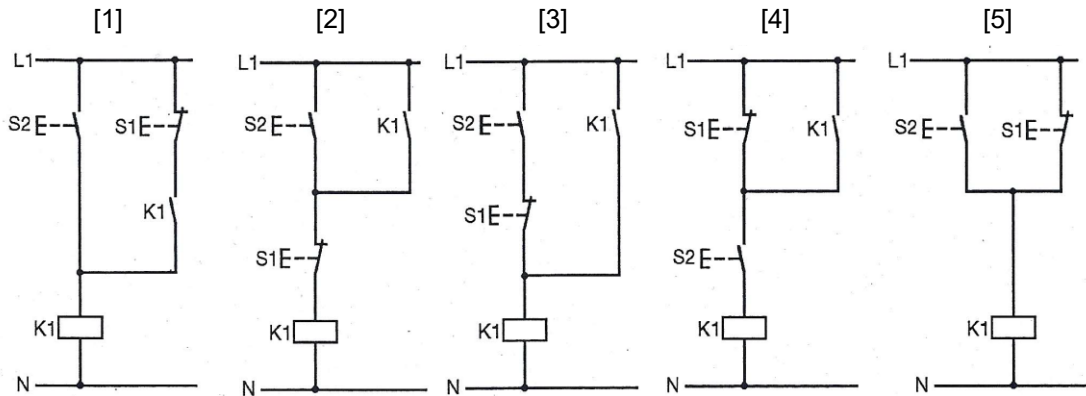 [1] [2] [3] [4] [5]
L1 L1 L1 L1 L1
S2 S1 S2 K1 S2 K1 S1 K1 S2 S1
K1 S1
S1 S2
K1 K1 K1 K1 K1
N N N N N